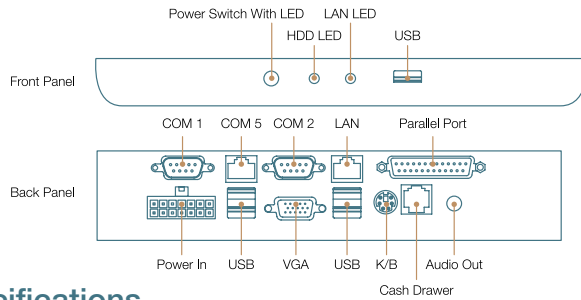 Power Switch With LED LAN LED
HDD LED USB
Front Panel
COM 1 COM 5 COM 2 LAN Parallel Port
Back Panel
Power In USB VGA USB K/B Audio Out
Cash Drawer